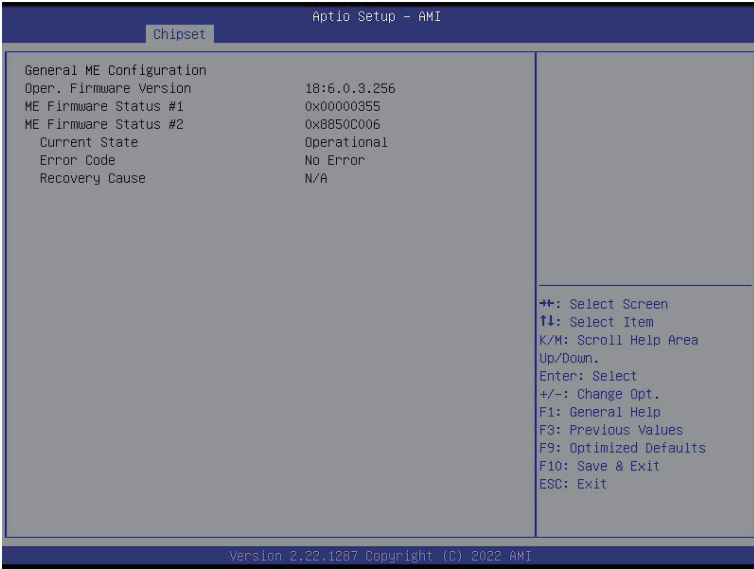 Aptio Setup – AMI
Chipset
General ME Configuration
Oper. Firmware Version 18:6.0.3.256
ME Firmware Status #1 0x00000355
ME Firmware Status #2 0x8850C006
Current State Operational
Error Code No Error
Recovery Cause N/A
→←: Select Screen
↑↓: Select Item
K/M: Scroll Help Area
Up/Down.
Enter: Select
+/-: Change Opt.
F1: General Help
F3: Previous Values
F9: Optimized Defaults
F10: Save & Exit
ESC: Exit
Version 2.22.1287 Copyright (C) 2022 AMI